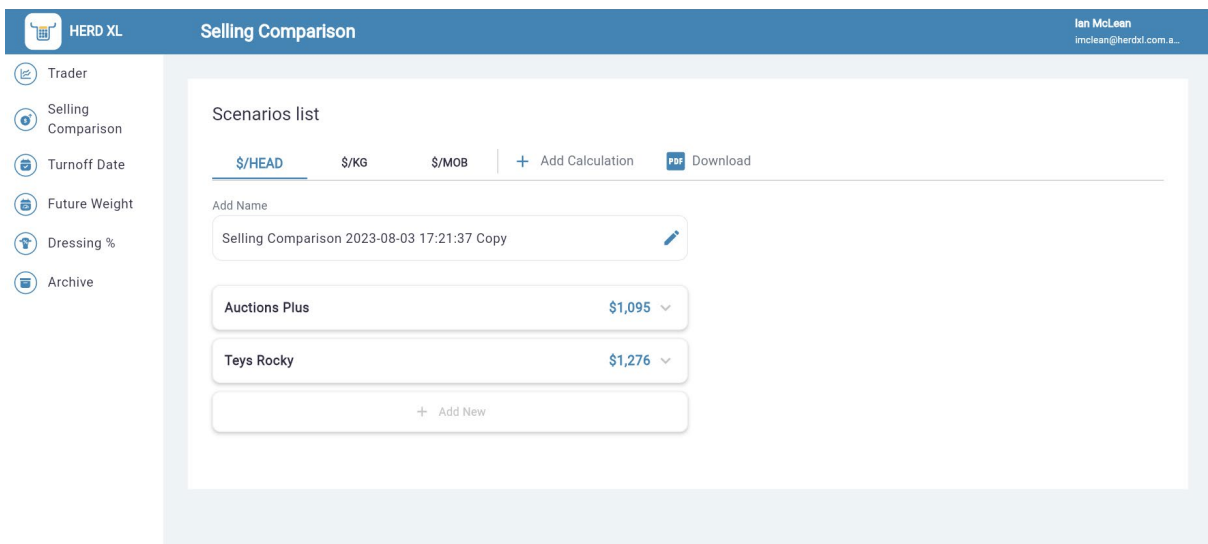 HERD XL
Selling Comparison
Ian McLean
imclean@herdxl.com.a...
Trader
Selling
Comparison
Turnoff Date
Future Weight
Dressing %
Archive
Scenarios list
$/HEAD $/KG $/MOB + Add Calculation PDF Download
Add Name
Selling Comparison 2023-08-03 17:21:37 Copy
Auctions Plus $1,095
Teys Rocky $1,276
+ Add New